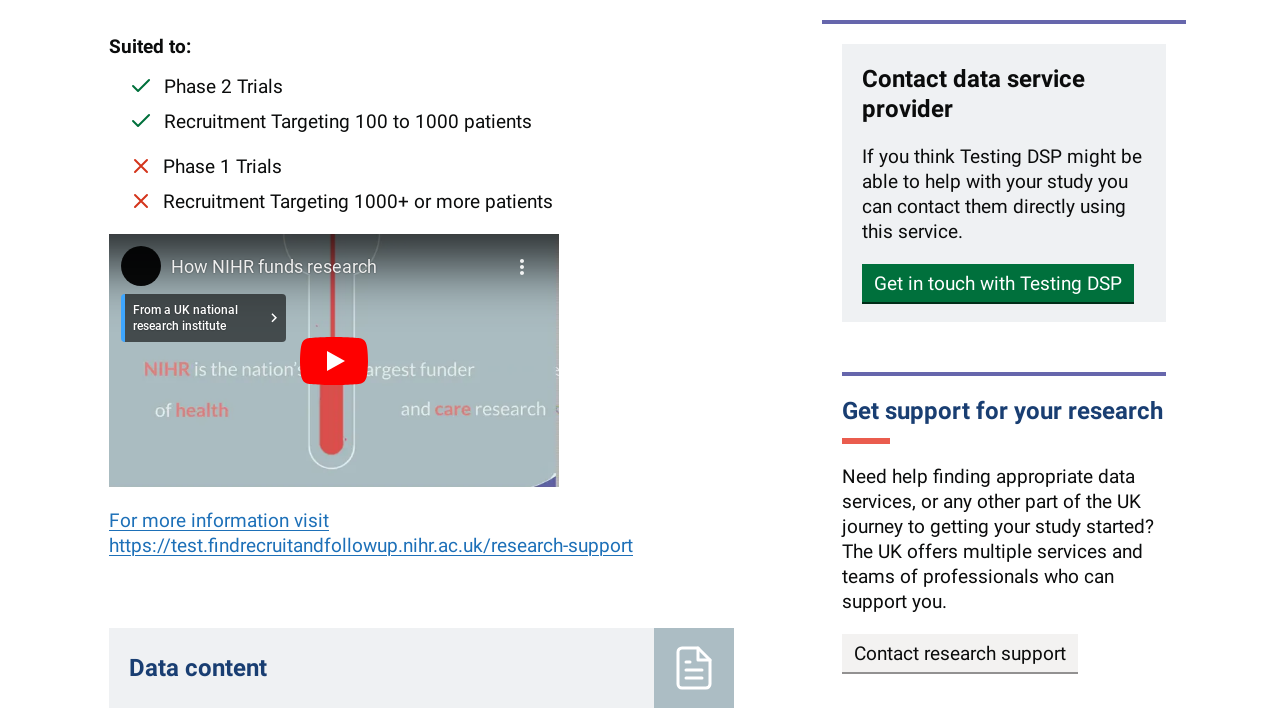 Suited to:
Phase 2 Trials
Recruitment Targeting 100 to 1000 patients
Phase 1 Trials
Recruitment Targeting 1000+ or more patients
How NIHR funds research
From a UK national
research institute
NIHR is the nation's argest funder
of health and care research
For more information visit
https://test.findrecruitandfollowup.nihr.ac.uk/research-support
Data content
Contact data service
provider
If you think Testing DSP might be
able to help with your study you
can contact them directly using
this service.
Get in touch with Testing DSP
Get support for your research
Need help finding appropriate data
services, or any other part of the UK
journey to getting your study started?
The UK offers multiple services and
teams of professionals who can
support you.
Contact research support